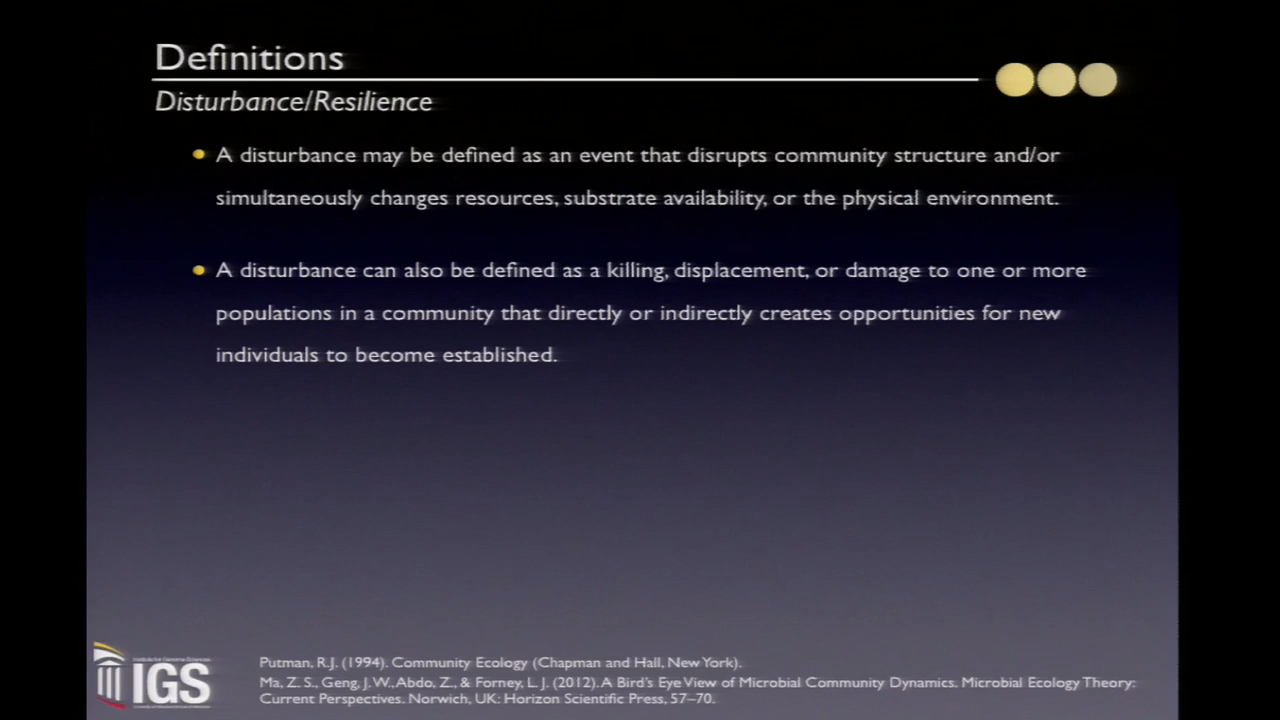 Definitions
Disturbance/Resilience
A disturbance may be defined as an event that disrupts community structure and/or
simultaneously changes resources, substrate availability, or the physical environment.
A disturbance can also be defined as a killing, displacement, or damage to one or more
populations in a community that directly or indirectly creates opportunities for new
individuals to become established.
Putman, R.J. (1994). Community Ecology (Chapman and Hall, New York).
Ma, Z. S., Geng, J. W., Abdo, Z., & Forney, L. J. (2012). A Bird's Eye View of Microbial Community Dynamics. Microbial Ecology Theory:
Current Perspectives. Norwich, UK: Horizon Scientific Press, 57–70.
IGS